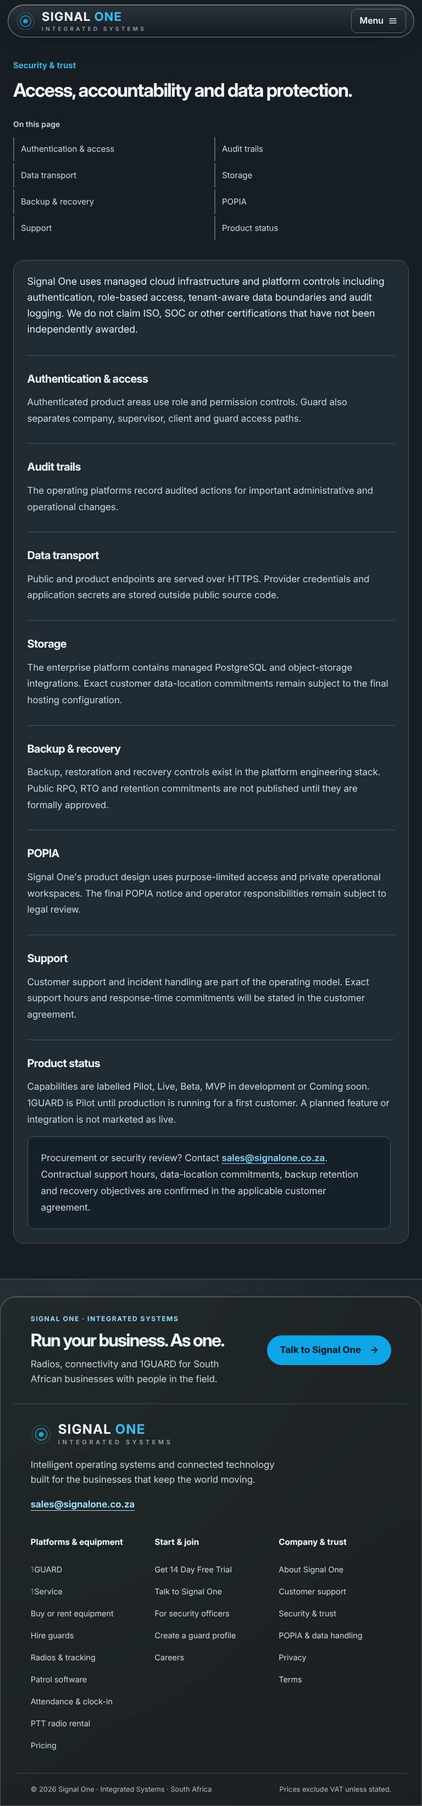 SIGNAL ONE
INTEGRATED SYSTEMS
Menu
Security & trust
Access, accountability and data protection.
On this page
Authentication & access
Audit trails
Data transport
Storage
Backup & recovery
POPIA
Support
Product status
Signal One uses managed cloud infrastructure and platform controls including
authentication, role-based access, tenant-aware data boundaries and audit
logging. We do not claim ISO, SOC or other certifications that have not been
independently awarded.
Authentication & access
Authenticated product areas use role and permission controls. Guard also
separates company, supervisor, client and guard access paths.
Audit trails
The operating platforms record audited actions for important administrative and
operational changes.
Data transport
Public and product endpoints are served over HTTPS. Provider credentials and
application secrets are stored outside public source code.
Storage
The enterprise platform contains managed PostgreSQL and object-storage
integrations. Exact customer data-location commitments remain subject to the final
hosting configuration.
Backup & recovery
Backup, restoration and recovery controls exist in the platform engineering stack.
Public RPO, RTO and retention commitments are not published until they are
formally approved.
POPIA
Signal One's product design uses purpose-limited access and private operational
workspaces. The final POPIA notice and operator responsibilities remain subject to
legal review.
Support
Customer support and incident handling are part of the operating model. Exact
support hours and response-time commitments will be stated in the customer
agreement.
Product status
Capabilities are labelled Pilot, Live, Beta, MVP in development or Coming soon.
1GUARD is Pilot until production is running for a first customer. A planned feature or
integration is not marketed as live.
Procurement or security review? Contact sales@signalone.co.za.
Contractual support hours, data-location commitments, backup retention
and recovery objectives are confirmed in the applicable customer
agreement.
SIGNAL ONE · INTEGRATED SYSTEMS
Run your business. As one.
Radios, connectivity and 1GUARD for South
African businesses with people in the field.
Talk to Signal One
SIGNAL ONE
INTEGRATED SYSTEMS
Intelligent operating systems and connected technology
built for the businesses that keep the world moving.
sales@signalone.co.za
Platforms & equipment
1GUARD
1Service
Buy or rent equipment
Hire guards
Radios & tracking
Patrol software
Attendance & clock-in
PTT radio rental
Pricing
Start & join
Get 14 Day Free Trial
Talk to Signal One
For security officers
Create a guard profile
Careers
Company & trust
About Signal One
Customer support
Security & trust
POPIA & data handling
Privacy
Terms
© 2026 Signal One · Integrated Systems · South Africa
Prices exclude VAT unless stated.